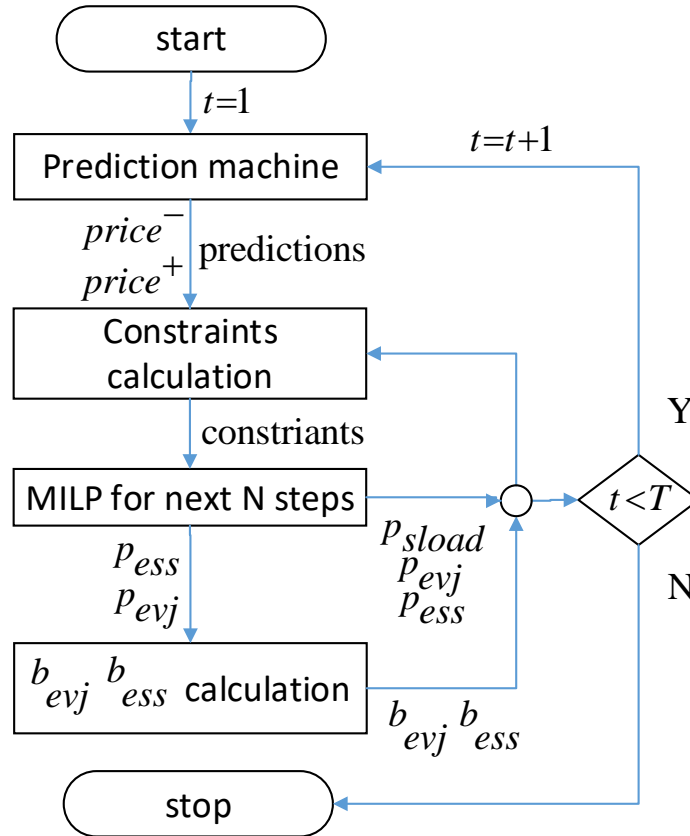 start
t=1
t=t+1
Prediction machine
price⁻
price⁺
predictions
Constraints
calculation
constriants
Y
MILP for next N steps
t<T
p_sload
p_evj
p_ess
p_ess
p_evj
N
b_evj b_ess calculation
b_evj b_ess
stop